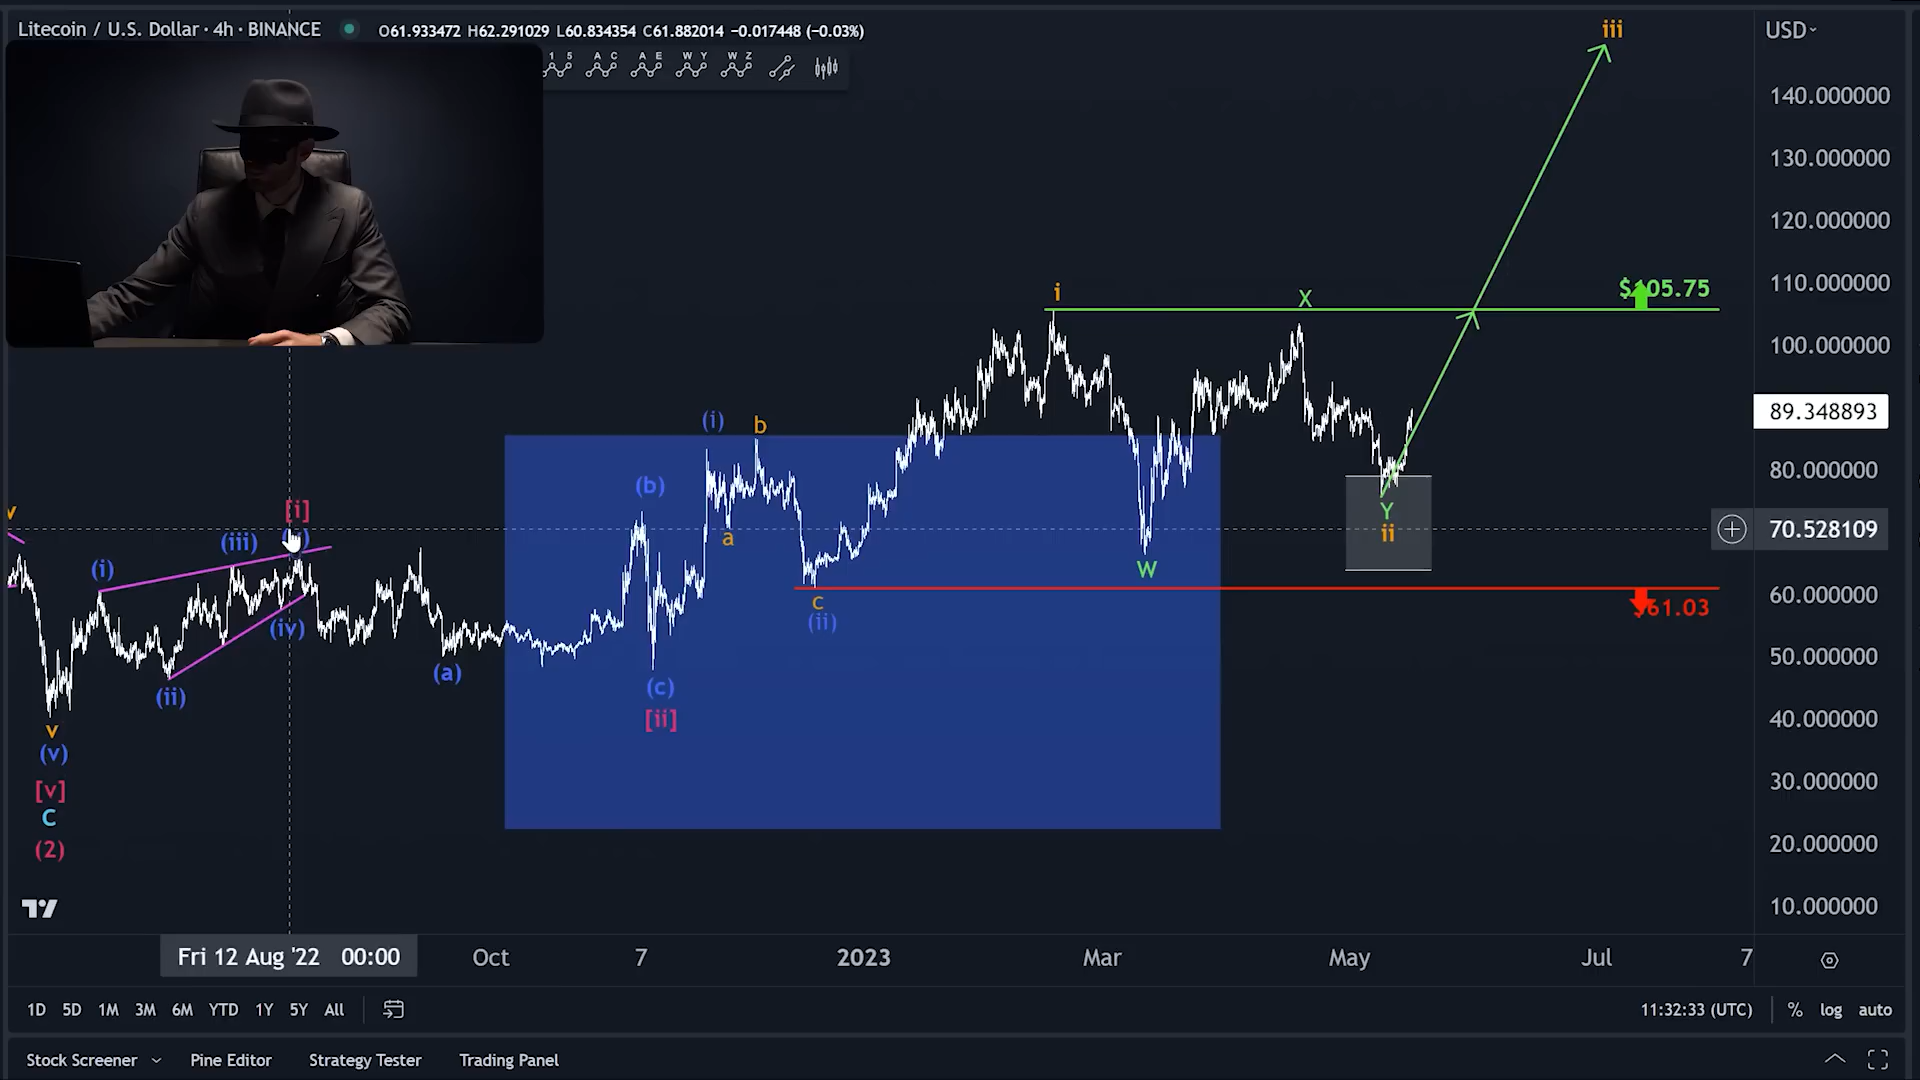 Litecoin / U.S. Dollar · 4h · BINANCE
O61.933472 H62.291029 L60.834354 C61.882014 −0.017448 (−0.03%)
USD
1 5
A C
A E
W Y
W Z
iii
140.000000
130.000000
120.000000
110.000000
100.000000
89.348893
80.000000
70.528109
60.000000
50.000000
40.000000
30.000000
20.000000
10.000000
i
X
(i)
b
(b)
a
v
[i]
(iii)
(i)
(iv)
(ii)
(a)
(c)
[ii]
c
(ii)
W
Y
ii
$61.03
v
(v)
[v]
C
(2)
Fri 12 Aug '22 00:00
Oct
7
2023
Mar
May
Jul
7
1D 5D 1M 3M 6M YTD 1Y 5Y All
11:32:33 (UTC)
% log auto
Stock Screener
Pine Editor
Strategy Tester
Trading Panel